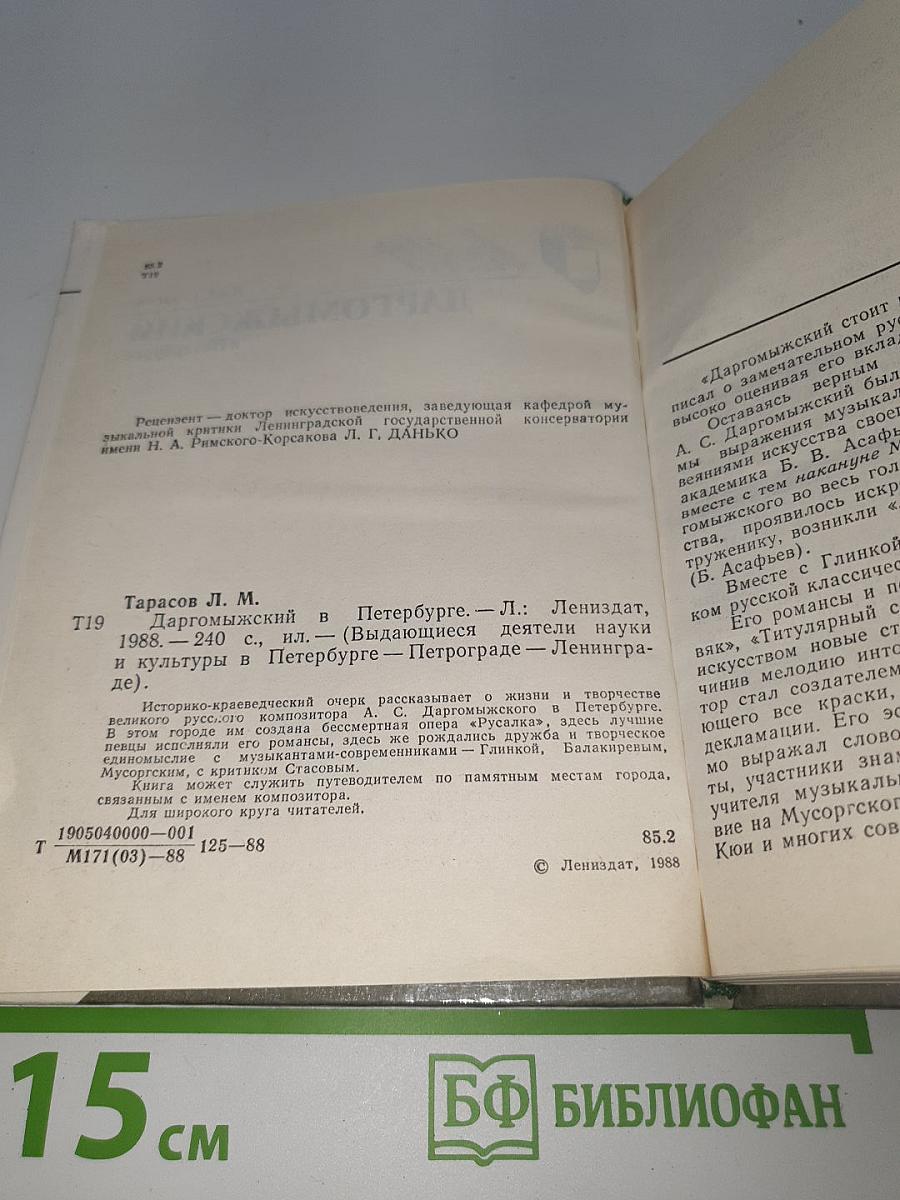 85.2
Т19
Рецензент — доктор искусствоведения, заведующая кафедрой му-
зыкальной критики Ленинградской государственной консерватории
имени Н. А. Римского-Корсакова Л. Г. ДАНЬКО
Тарасов Л. М.
Т19 Даргомыжский в Петербурге. — Л.: Лениздат,
1988. — 240 с., ил. — (Выдающиеся деятели науки
и культуры в Петербурге — Петрограде — Ленингра-
де).
Историко-краеведческий очерк рассказывает о жизни и творчестве
великого русского композитора А. С. Даргомыжского в Петербурге.
В этом городе им создана бессмертная опера «Русалка», здесь лучшие
певцы исполняли его романсы, здесь же рождались дружба и творческое
единомыслие с музыкантами-современниками — Глинкой, Балакиревым,
Мусоргским, с критиком Стасовым.
Книга может служить путеводителем по памятным местам города,
связанным с именем композитора.
Для широкого круга читателей.
Т 1905040000—001
М171(03)—88 125—88
85.2
© Лениздат, 1988
«Даргомыжский стоит
писал о замечательном рус
высоко оценивая его вклад
Оставаясь верным
А. С. Даргомыжский был
мы выражения музыкал
веяниями искусства своег
академика Б. В. Асафь
вместе с тем накануне М
гомыжского во весь гол
ства, проявилось искр
труженику, возникли «
(Б. Асафьев).
Вместе с Глинкой
ком русской классичес
Его романсы и пе
вяк», «Титулярный с
искусством новые ст
чинив мелодию инто
тор стал создателем
ющего все краски,
декламации. Его эс
мо выражал слово
ты, участники знам
учителя музыкальн
вие на Мусоргског
Кюи и многих сов
15 см
БФ БИБЛИОФАН